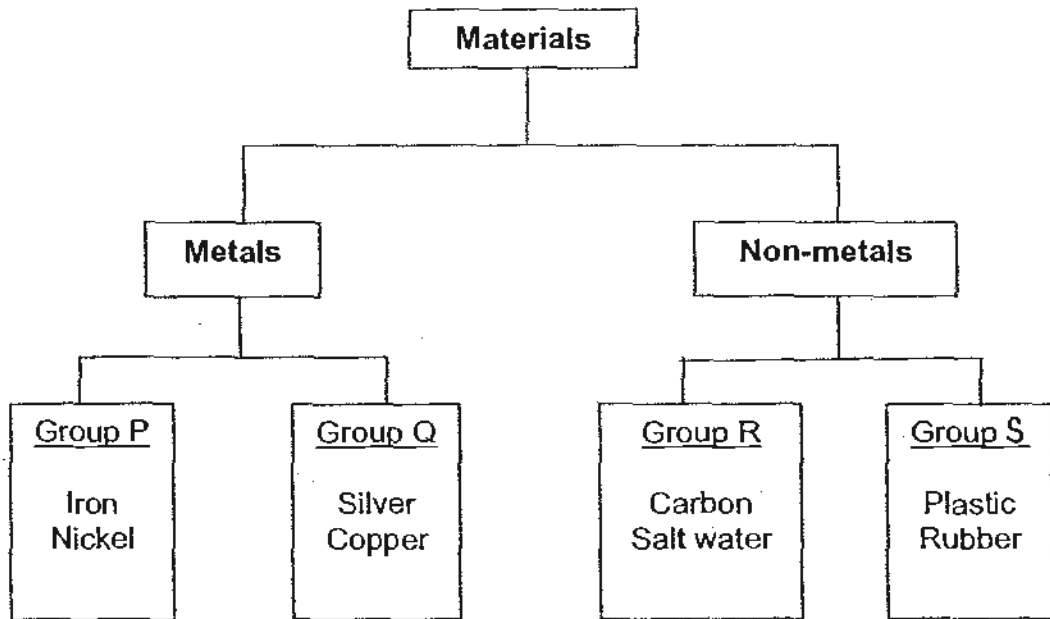 Materials
Metals
Non-metals
Group P
Iron
Nickel
Group Q
Silver
Copper
Group R
Carbon
Salt water
Group S
Plastic
Rubber